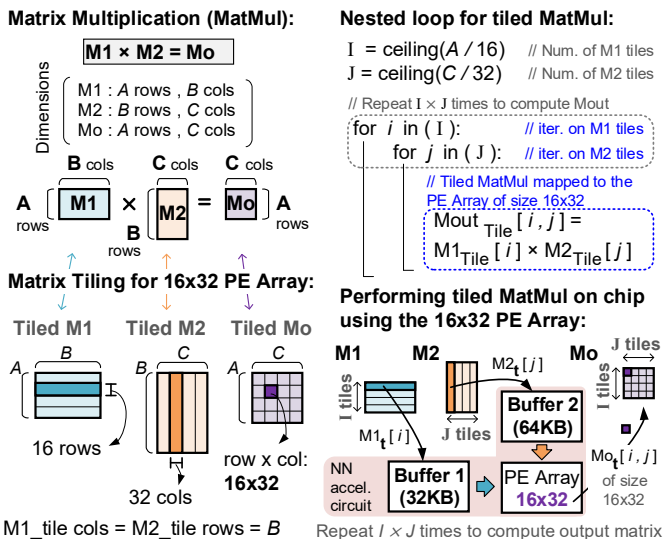 Matrix Multiplication (MatMul):
M1 × M2 = Mo
Dimensions
M1 : A rows , B cols
M2 : B rows , C cols
Mo : A rows , C cols
B cols
C cols
C cols
A rows
M1
×
M2
=
Mo
A rows
B rows
Matrix Tiling for 16x32 PE Array:
Tiled M1
Tiled M2
Tiled Mo
B
A
C
B
C
A
16 rows
32 cols
row x col:
16x32
M1_tile cols = M2_tile rows = B
Nested loop for tiled MatMul:
I = ceiling(A / 16) // Num. of M1 tiles
J = ceiling(C / 32) // Num. of M2 tiles
// Repeat I × J times to compute Mout
for i in ( I ): // iter. on M1 tiles
for j in ( J ): // iter. on M2 tiles
// Tiled MatMul mapped to the
PE Array of size 16x32
Mout Tile [ i , j ] =
M1Tile [ i ] × M2Tile [ j ]
Performing tiled MatMul on chip
using the 16x32 PE Array:
M1
M2
Mo
I tiles
J tiles
M1t [ i ]
M2t [ j ]
J tiles
I tiles
Buffer 2
(64KB)
NN
accel.
circuit
Buffer 1
(32KB)
PE Array
16x32
Mot [ i , j ]
of size
16x32
Repeat I × J times to compute output matrix